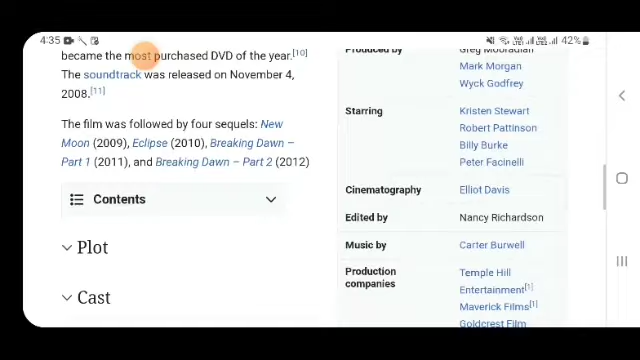 4:35
42%
became the most purchased DVD of the year.[10]
The soundtrack was released on November 4,
2008.[11]
The film was followed by four sequels: New
Moon (2009), Eclipse (2010), Breaking Dawn –
Part 1 (2011), and Breaking Dawn – Part 2 (2012)
Contents
Plot
Cast
Produced by Greg Mooradian
Mark Morgan
Wyck Godfrey
Starring Kristen Stewart
Robert Pattinson
Billy Burke
Peter Facinelli
Cinematography Elliot Davis
Edited by Nancy Richardson
Music by Carter Burwell
Production Temple Hill
companies Entertainment[1]
Maverick Films[1]
Goldcrest Film